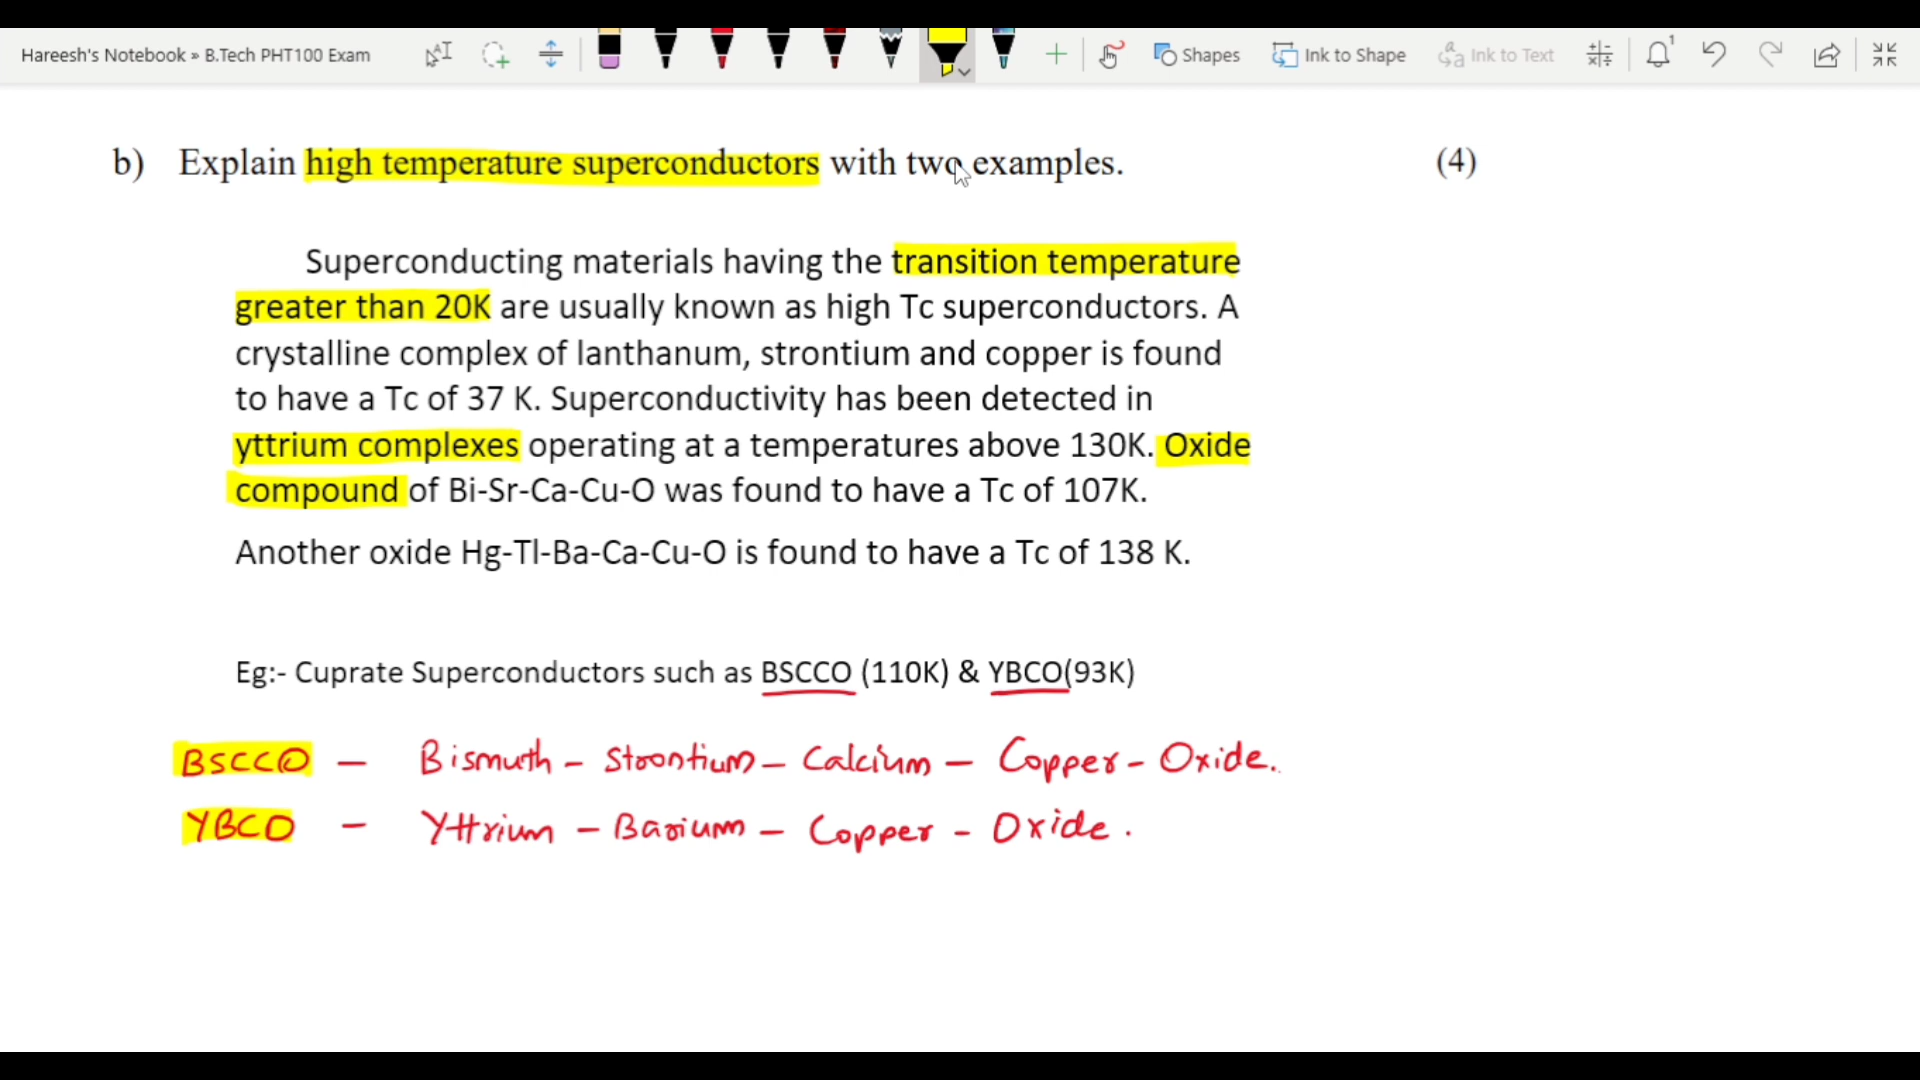 Hareesh's Notebook » B.Tech PHT100 Exam
Shapes
Ink to Shape
Ink to Text
1
b) Explain high temperature superconductors with two examples. (4)
Superconducting materials having the transition temperature
greater than 20K are usually known as high Tc superconductors. A
crystalline complex of lanthanum, strontium and copper is found
to have a Tc of 37 K. Superconductivity has been detected in
yttrium complexes operating at a temperatures above 130K. Oxide
compound of Bi-Sr-Ca-Cu-O was found to have a Tc of 107K.
Another oxide Hg-Tl-Ba-Ca-Cu-O is found to have a Tc of 138 K.
Eg:- Cuprate Superconductors such as BSCCO (110K) & YBCO(93K)
BSCCO - Bismuth - Strontium - Calcium - Copper - Oxide.
YBCO - Yttrium - Barium - Copper - Oxide.